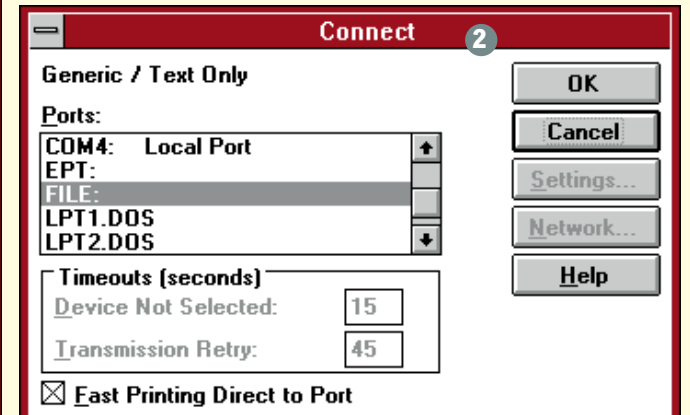 Connect
2
Generic / Text Only
Ports:
COM4: Local Port
EPT:
FILE:
LPT1.DOS
LPT2.DOS
Timeouts (seconds)
Device Not Selected: 15
Transmission Retry: 45
Fast Printing Direct to Port
OK
Cancel
Settings...
Network...
Help